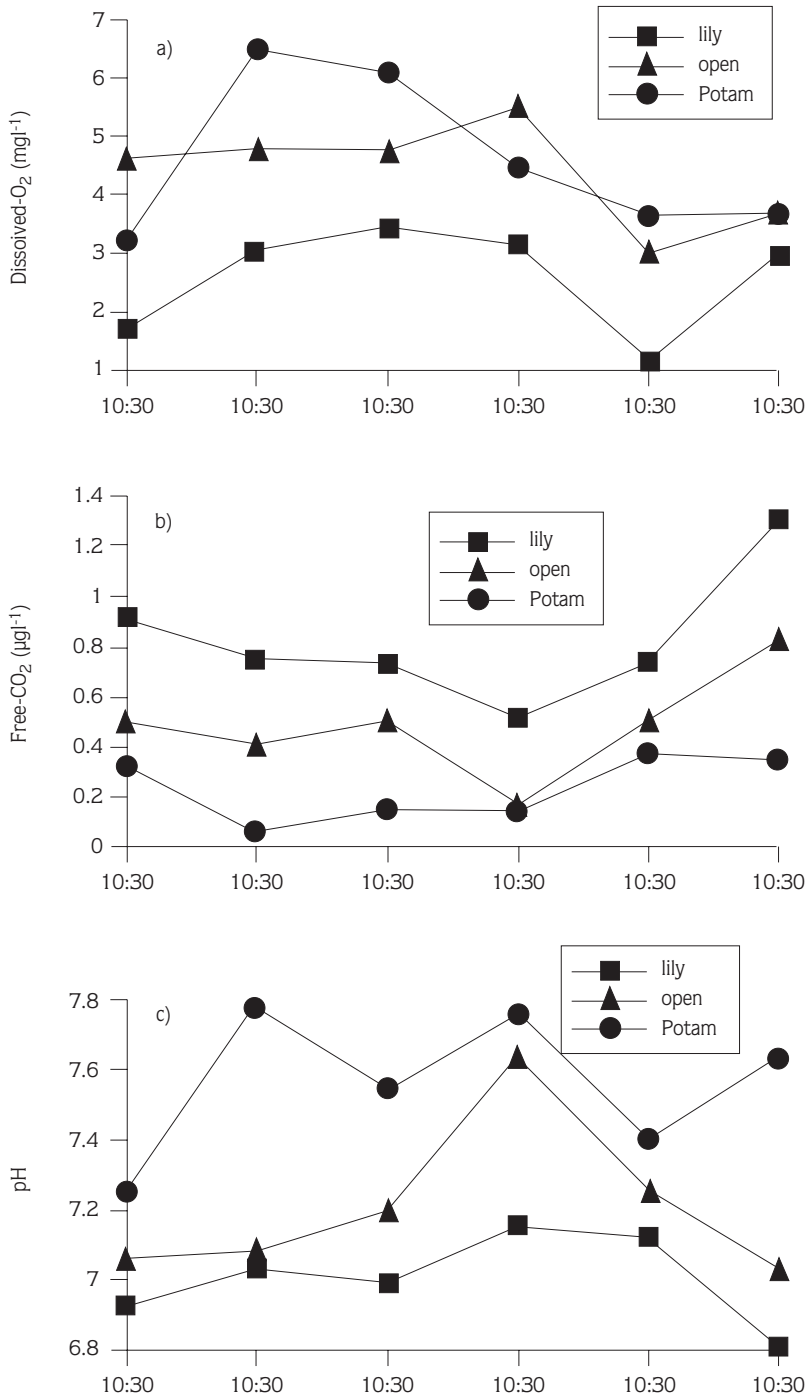 a)
lily
open
Potam
Dissoived-O₂ (mgl⁻¹)
7
6
5
4
3
2
1
10:30 10:30 10:30 10:30 10:30 10:30
b)
lily
open
Potam
Free-CO₂ (µgl⁻¹)
1.4
1.2
1
0.8
0.6
0.4
0.2
0
10:30 10:30 10:30 10:30 10:30 10:30
c)
lily
open
Potam
pH
7.8
7.6
7.4
7.2
7
6.8
10:30 10:30 10:30 10:30 10:30 10:30